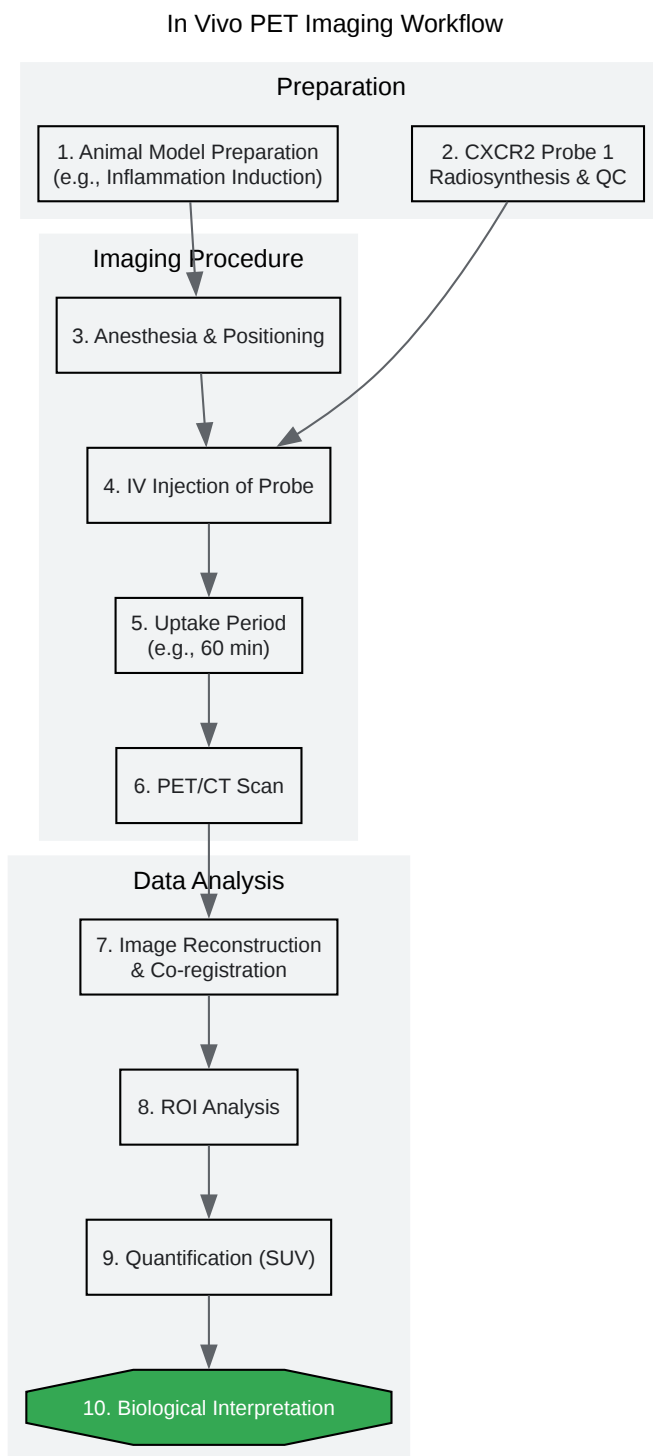 In Vivo PET Imaging Workflow
Preparation
1. Animal Model Preparation
(e.g., Inflammation Induction)
2. CXCR2 Probe 1
Radiosynthesis & QC
Imaging Procedure
3. Anesthesia & Positioning
4. IV Injection of Probe
5. Uptake Period
(e.g., 60 min)
6. PET/CT Scan
Data Analysis
7. Image Reconstruction
& Co-registration
8. ROI Analysis
9. Quantification (SUV)
10. Biological Interpretation